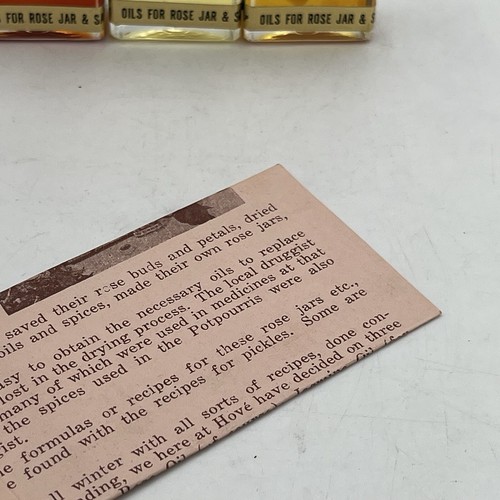 FOR ROSE JAR & S
OILS FOR ROSE JAR & S
OILS FOR ROSE JAR & S
saved their rose buds and petals, dried
oils and spices, made their own rose jars,
asy to obtain the necessary oils to replace
lost in the drying process. The local druggist
many of which were used in medicines at that
the spices used in the Potpourris were also
ist.
e formulas or recipes for these rose jars etc.,
e found with the recipes for pickles. Some are
ll winter with all sorts of recipes, done con-
nding, we here at Hové have decided on three
Oil